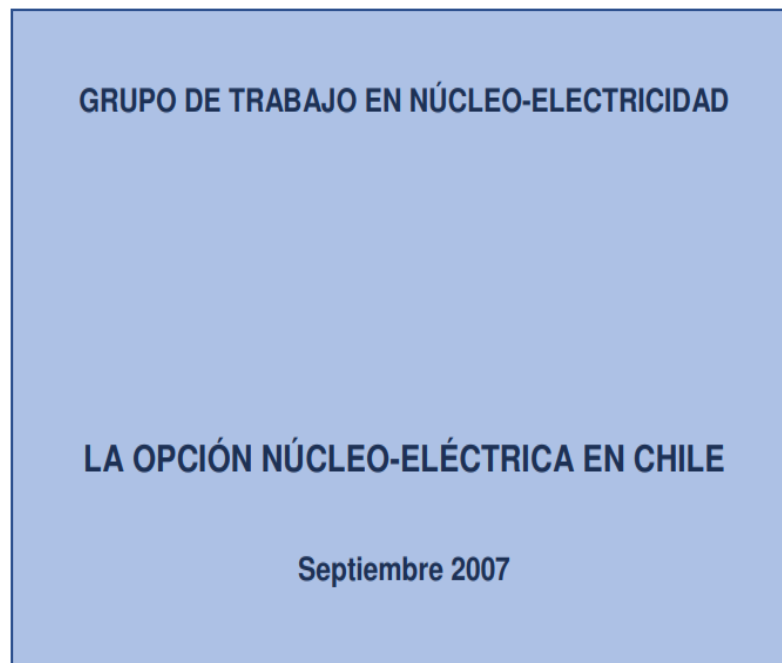 GRUPO DE TRABAJO EN NÚCLEO-ELECTRICIDAD
LA OPCIÓN NÚCLEO-ELÉCTRICA EN CHILE
Septiembre 2007